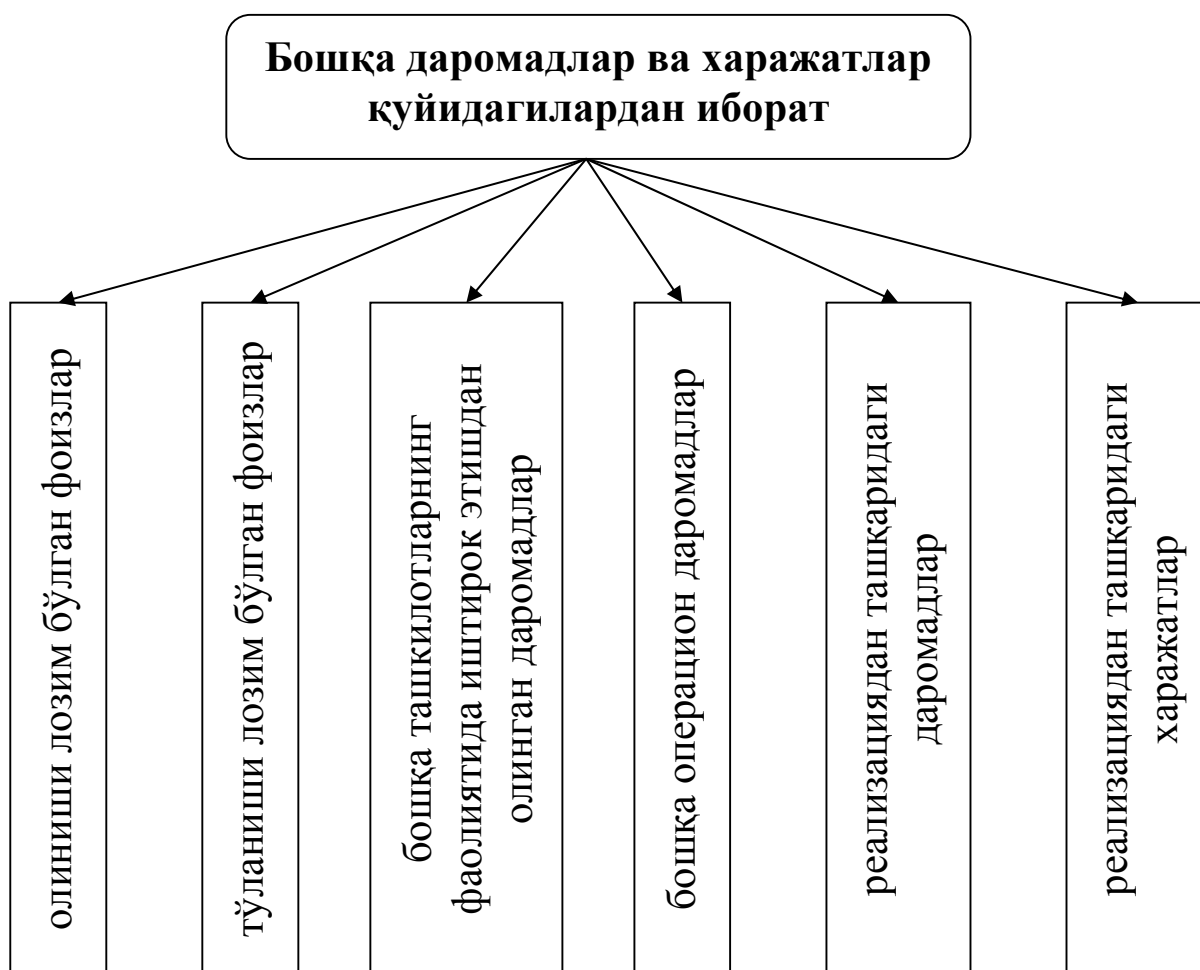 Бошқа даромадлар ва харажатлар
қуйидагилардан иборат
олиниши лозим бўлган фоизлар
тўланиши лозим бўлган фоизлар
бошқа ташкилотларнинг
фаолиятида иштирок этишдан
олинган даромадлар
бошқа операцион даромадлар
реализациядан ташқаридаги
даромадлар
реализациядан ташқаридаги
харажатлар